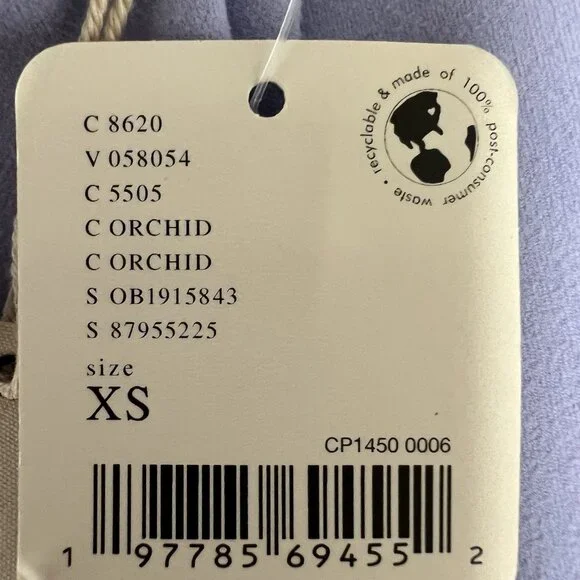 C 8620
V 058054
C 5505
C ORCHID
C ORCHID
S OB1915843
S 87955225
size
XS
recyclable & made of 100% post-consumer waste •
CP1450 0006
1 97785 69455 2